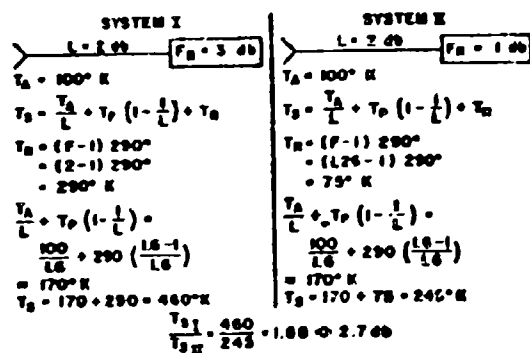 SYSTEM I
L = 2 db
F_R = 3 db
T_A = 100° K
T_S = T_A/L + T_P (1 - 1/L) + T_R
T_R = (F-1) 290°
= (2-1) 290°
= 290° K
T_A/L + T_P (1 - 1/L) =
100/1.6 + 290 (1.6-1/1.6)
= 170° K
T_S = 170 + 290 = 460° K
SYSTEM II
L = 2 db
F_R = 1 db
T_A = 100° K
T_S = T_A/L + T_P (1 - 1/L) + T_R
T_R = (F-1) 290°
= (1.26-1) 290°
= 75° K
T_A/L + T_P (1 - 1/L) =
100/1.6 + 290 (1.6-1/1.6)
= 170° K
T_S = 170 + 75 = 245° K
T_S I/T_S II = 460/245 = 1.88 ⇨ 2.7 db